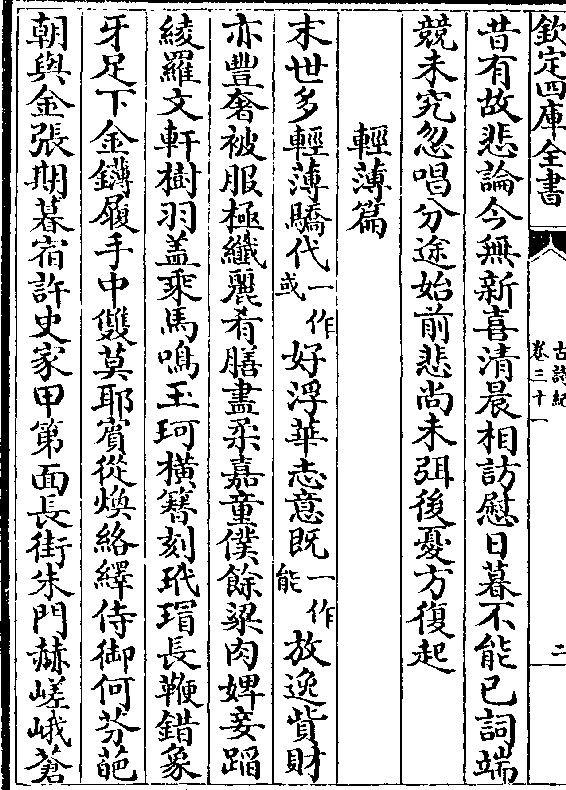 欽定四庫全書
古詩紀
卷三十一
二
昔有故悲論今無新喜清晨相訪慰日暮不能已詞端
競未究忽唱分途始前悲尚未弭後憂方復起
輕薄篇
末世多輕薄驕代一作或好浮華志意既一作能放逸貲財
亦豐奢被服極纖麗肴膳盡柔嘉童僕餘粱肉婢妾蹈
綾羅文軒樹羽盖乘馬鳴玉珂橫簪刻玳瑁長鞭錯象
牙足下金鑮履手中雙莫耶賓從煥絡繹侍御何芬葩
朝與金張期暮宿許史家甲第面長街朱門赫嵯峨蒼